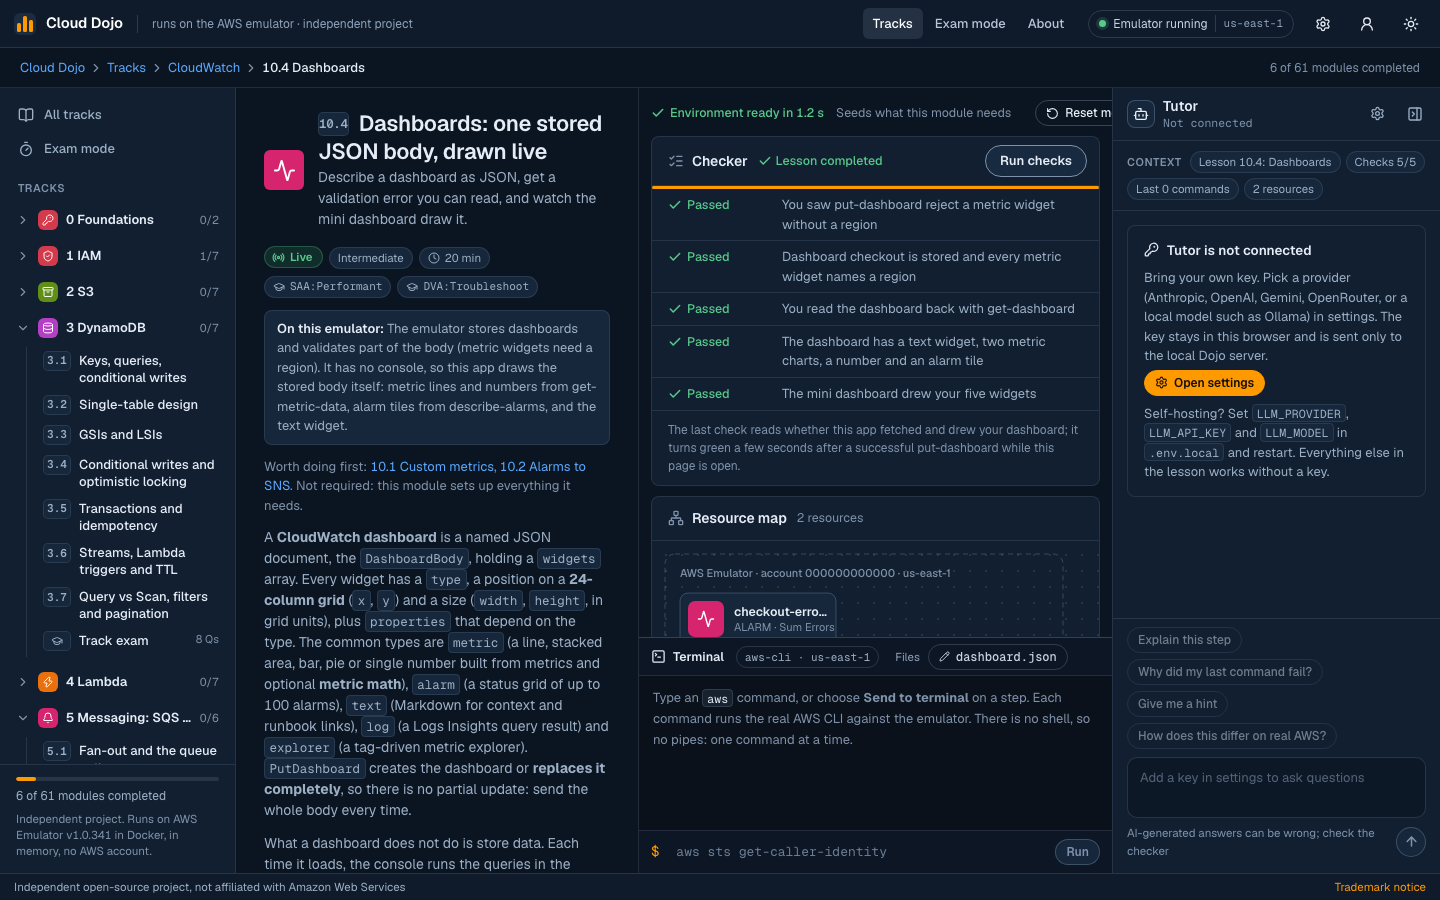 Cloud Dojo
runs on the AWS emulator · independent project
Tracks
Exam mode
About
Emulator running
us-east-1
Cloud Dojo
Tracks
CloudWatch
10.4 Dashboards
6 of 61 modules completed
All tracks
Exam mode
TRACKS
0 Foundations
0/2
1 IAM
1/7
2 S3
0/7
3 DynamoDB
0/7
3.1
Keys, queries,
conditional writes
3.2
Single-table design
3.3
GSIs and LSIs
3.4
Conditional writes and
optimistic locking
3.5
Transactions and
idempotency
3.6
Streams, Lambda
triggers and TTL
3.7
Query vs Scan, filters
and pagination
Track exam
8 Qs
4 Lambda
0/7
5 Messaging: SQS ...
0/6
5.1
Fan-out and the queue
6 of 61 modules completed
Independent project. Runs on AWS
Emulator v1.0.341 in Docker, in
memory, no AWS account.
10.4
Dashboards: one stored
JSON body, drawn live
Describe a dashboard as JSON, get a
validation error you can read, and watch the
mini dashboard draw it.
Live
Intermediate
20 min
SAA:Performant
DVA:Troubleshoot
On this emulator: The emulator stores dashboards
and validates part of the body (metric widgets need a
region). It has no console, so this app draws the
stored body itself: metric lines and numbers from get-
metric-data, alarm tiles from describe-alarms, and the
text widget.
Worth doing first: 10.1 Custom metrics, 10.2 Alarms to
SNS. Not required: this module sets up everything it
needs.
A CloudWatch dashboard is a named JSON
document, the DashboardBody, holding a widgets
array. Every widget has a type, a position on a 24-
column grid (x, y) and a size (width, height, in
grid units), plus properties that depend on the
type. The common types are metric (a line, stacked
area, bar, pie or single number built from metrics and
optional metric math), alarm (a status grid of up to
100 alarms), text (Markdown for context and
runbook links), log (a Logs Insights query result) and
explorer (a tag-driven metric explorer).
PutDashboard creates the dashboard or replaces it
completely, so there is no partial update: send the
whole body every time.
What a dashboard does not do is store data. Each
time it loads, the console runs the queries in the
Environment ready in 1.2 s
Seeds what this module needs
Reset m
Checker
Lesson completed
Run checks
Passed
You saw put-dashboard reject a metric widget
without a region
Passed
Dashboard checkout is stored and every metric
widget names a region
Passed
You read the dashboard back with get-dashboard
Passed
The dashboard has a text widget, two metric
charts, a number and an alarm tile
Passed
The mini dashboard drew your five widgets
The last check reads whether this app fetched and drew your dashboard; it
turns green a few seconds after a successful put-dashboard while this
page is open.
Resource map
2 resources
AWS Emulator · account 000000000000 · us-east-1
checkout-erro...
ALARM · Sum Errors
Terminal
aws-cli · us-east-1
Files
dashboard.json
Type an aws command, or choose Send to terminal on a step. Each
command runs the real AWS CLI against the emulator. There is no shell, so
no pipes: one command at a time.
$
aws sts get-caller-identity
Run
Tutor
Not connected
CONTEXT
Lesson 10.4: Dashboards
Checks 5/5
Last 0 commands
2 resources
Tutor is not connected
Bring your own key. Pick a provider
(Anthropic, OpenAI, Gemini, OpenRouter, or a
local model such as Ollama) in settings. The
key stays in this browser and is sent only to
the local Dojo server.
Open settings
Self-hosting? Set LLM_PROVIDER,
LLM_API_KEY and LLM_MODEL in
.env.local and restart. Everything else in
the lesson works without a key.
Explain this step
Why did my last command fail?
Give me a hint
How does this differ on real AWS?
Add a key in settings to ask questions
AI-generated answers can be wrong; check the
checker
Independent open-source project, not affiliated with Amazon Web Services
Trademark notice